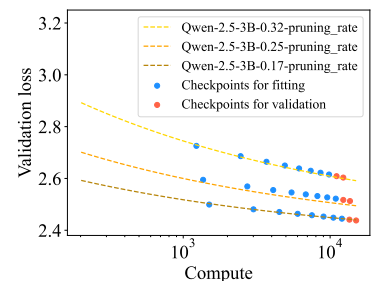 3.2
3.0
2.8
2.6
2.4
Validation loss
Qwen-2.5-3B-0.32-pruning_rate
Qwen-2.5-3B-0.25-pruning_rate
Qwen-2.5-3B-0.17-pruning_rate
Checkpoints for fitting
Checkpoints for validation
10³ 10⁴
Compute